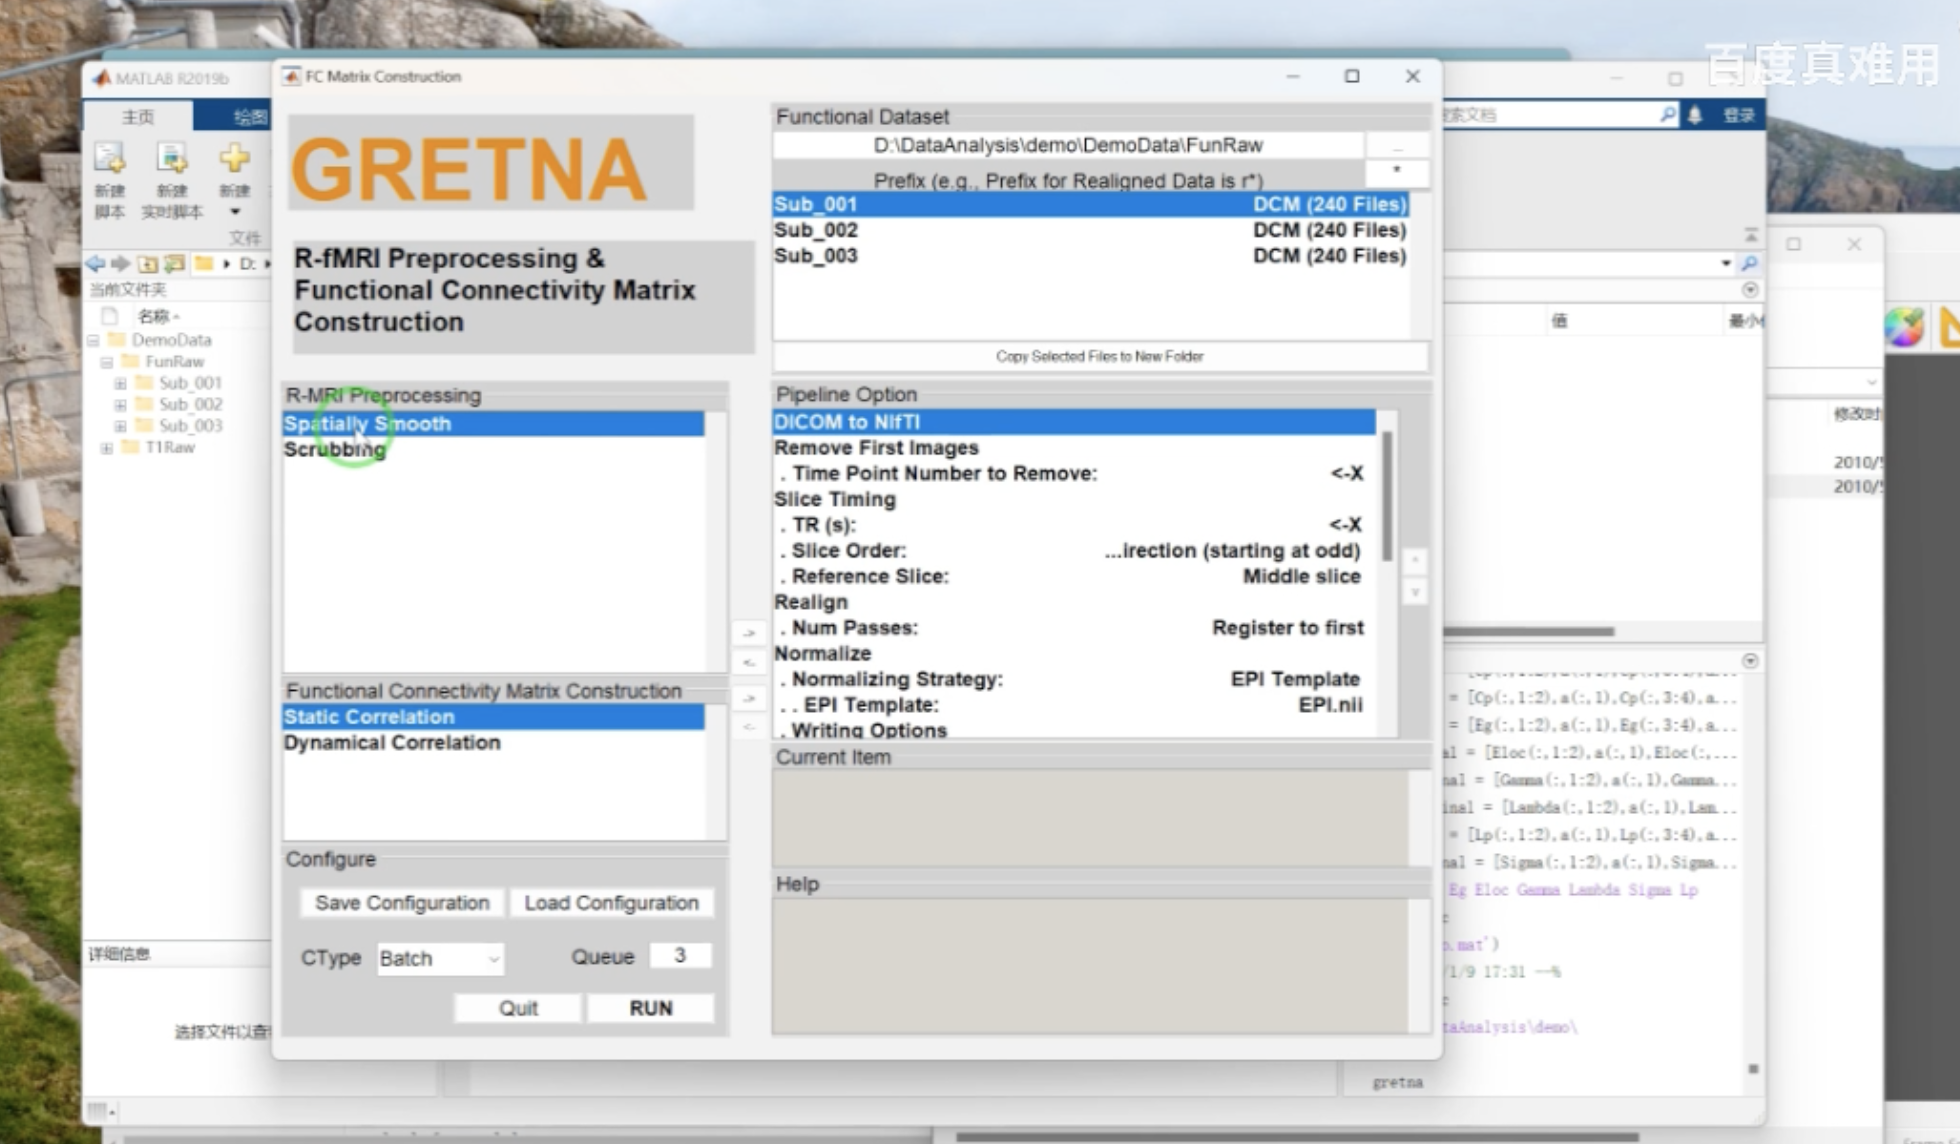 百度真难用
MATLAB R2019b
FC Matrix Construction
主页
绘图
搜索文档
登录
新建
脚本
新建
实时脚本
新建
文件
D:
当前文件夹
名称
DemoData
FunRaw
Sub_001
Sub_002
Sub_003
T1Raw
详细信息
GRETNA
R-fMRI Preprocessing &
Functional Connectivity Matrix
Construction
Functional Dataset
D:\DataAnalysis\demo\DemoData\FunRaw
Prefix (e.g., Prefix for Realigned Data is r*)
*
Sub_001 DCM (240 Files)
Sub_002 DCM (240 Files)
Sub_003 DCM (240 Files)
Copy Selected Files to New Folder
R-MRI Preprocessing
Spatially Smooth
Scrubbing
->
<-
Functional Connectivity Matrix Construction
Static Correlation
Dynamical Correlation
->
<-
Configure
Save Configuration Load Configuration
CType Batch Queue 3
Quit RUN
Pipeline Option
DICOM to NIfTI
Remove First Images
. Time Point Number to Remove: <-X
Slice Timing
. TR (s): <-X
. Slice Order: ...irection (starting at odd)
. Reference Slice: Middle slice
Realign
. Num Passes: Register to first
Normalize
. Normalizing Strategy: EPI Template
. . EPI Template: EPI.nii
. Writing Options
Current Item
Help
值
修改时
2010/
2010/
= [Cp(:,1:2),a(:,1),Cp(:,3:4),a...
= [Eg(:,1:2),a(:,1),Eg(:,3:4),a...
al = [Eloc(:,1:2),a(:,1),Eloc(:,...
nal = [Gamma(:,1:2),a(:,1),Gamma...
inal = [Lambda(:,1:2),a(:,1),Lam...
= [Lp(:,1:2),a(:,1),Lp(:,3:4),a...
nal = [Sigma(:,1:2),a(:,1),Sigma...
Eg Eloc Gamma Lambda Sigma Lp
.mat')
/1/9 17:31 --%
taAnalysis\demo\
gretna
选择文件以查